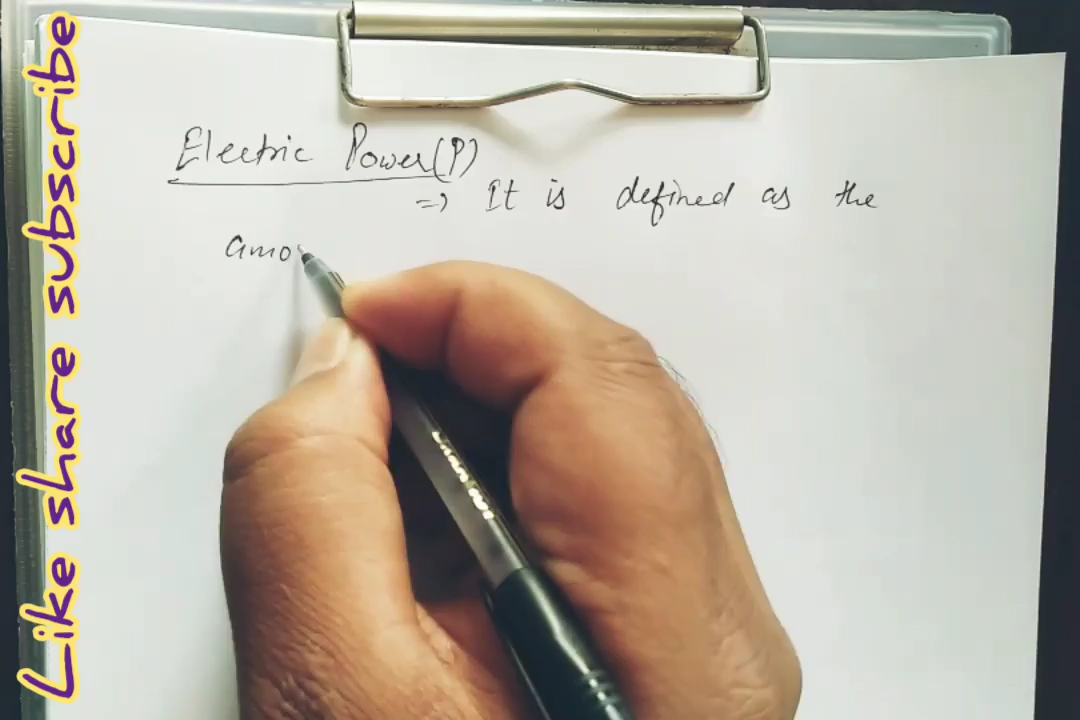 Electric Power(P)
=> It is defined as the
amo
Like share subscribe